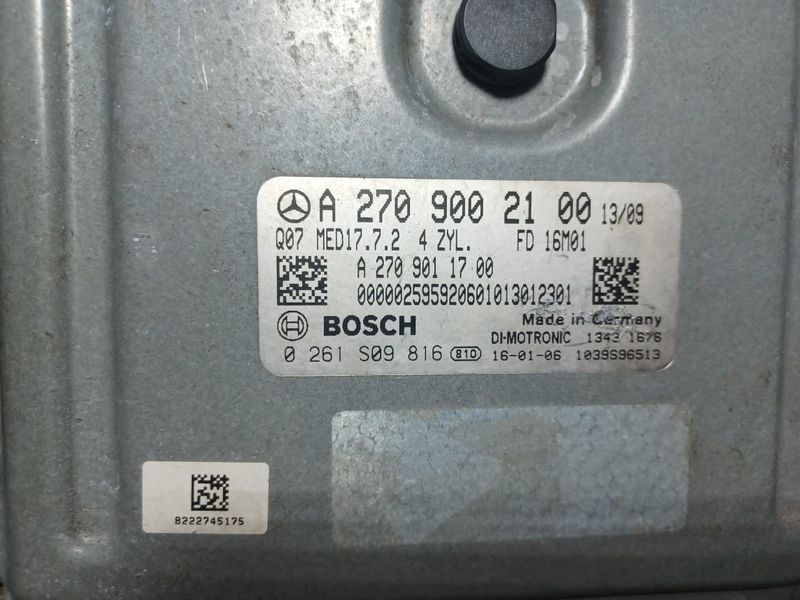 A 270 900 21 00 13/09
Q07 MED17.7.2 4 ZYL. FD 16M01
A 270 901 17 00
000002595920601013012301
BOSCH Made in Germany
DI-MOTRONIC 1343 1676
0 261 S09 816 810 16-01-06 1039S96513
8222745175